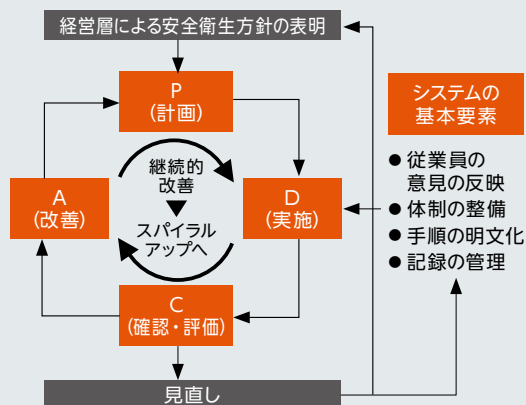 経営層による安全衛生方針の表明
P
(計画)
システムの
基本要素
● 従業員の
意見の反映
● 体制の整備
● 手順の明文化
● 記録の管理
継続的
改善
スパイラル
アップへ
A
(改善)
D
(実施)
C
(確認・評価)
見直し